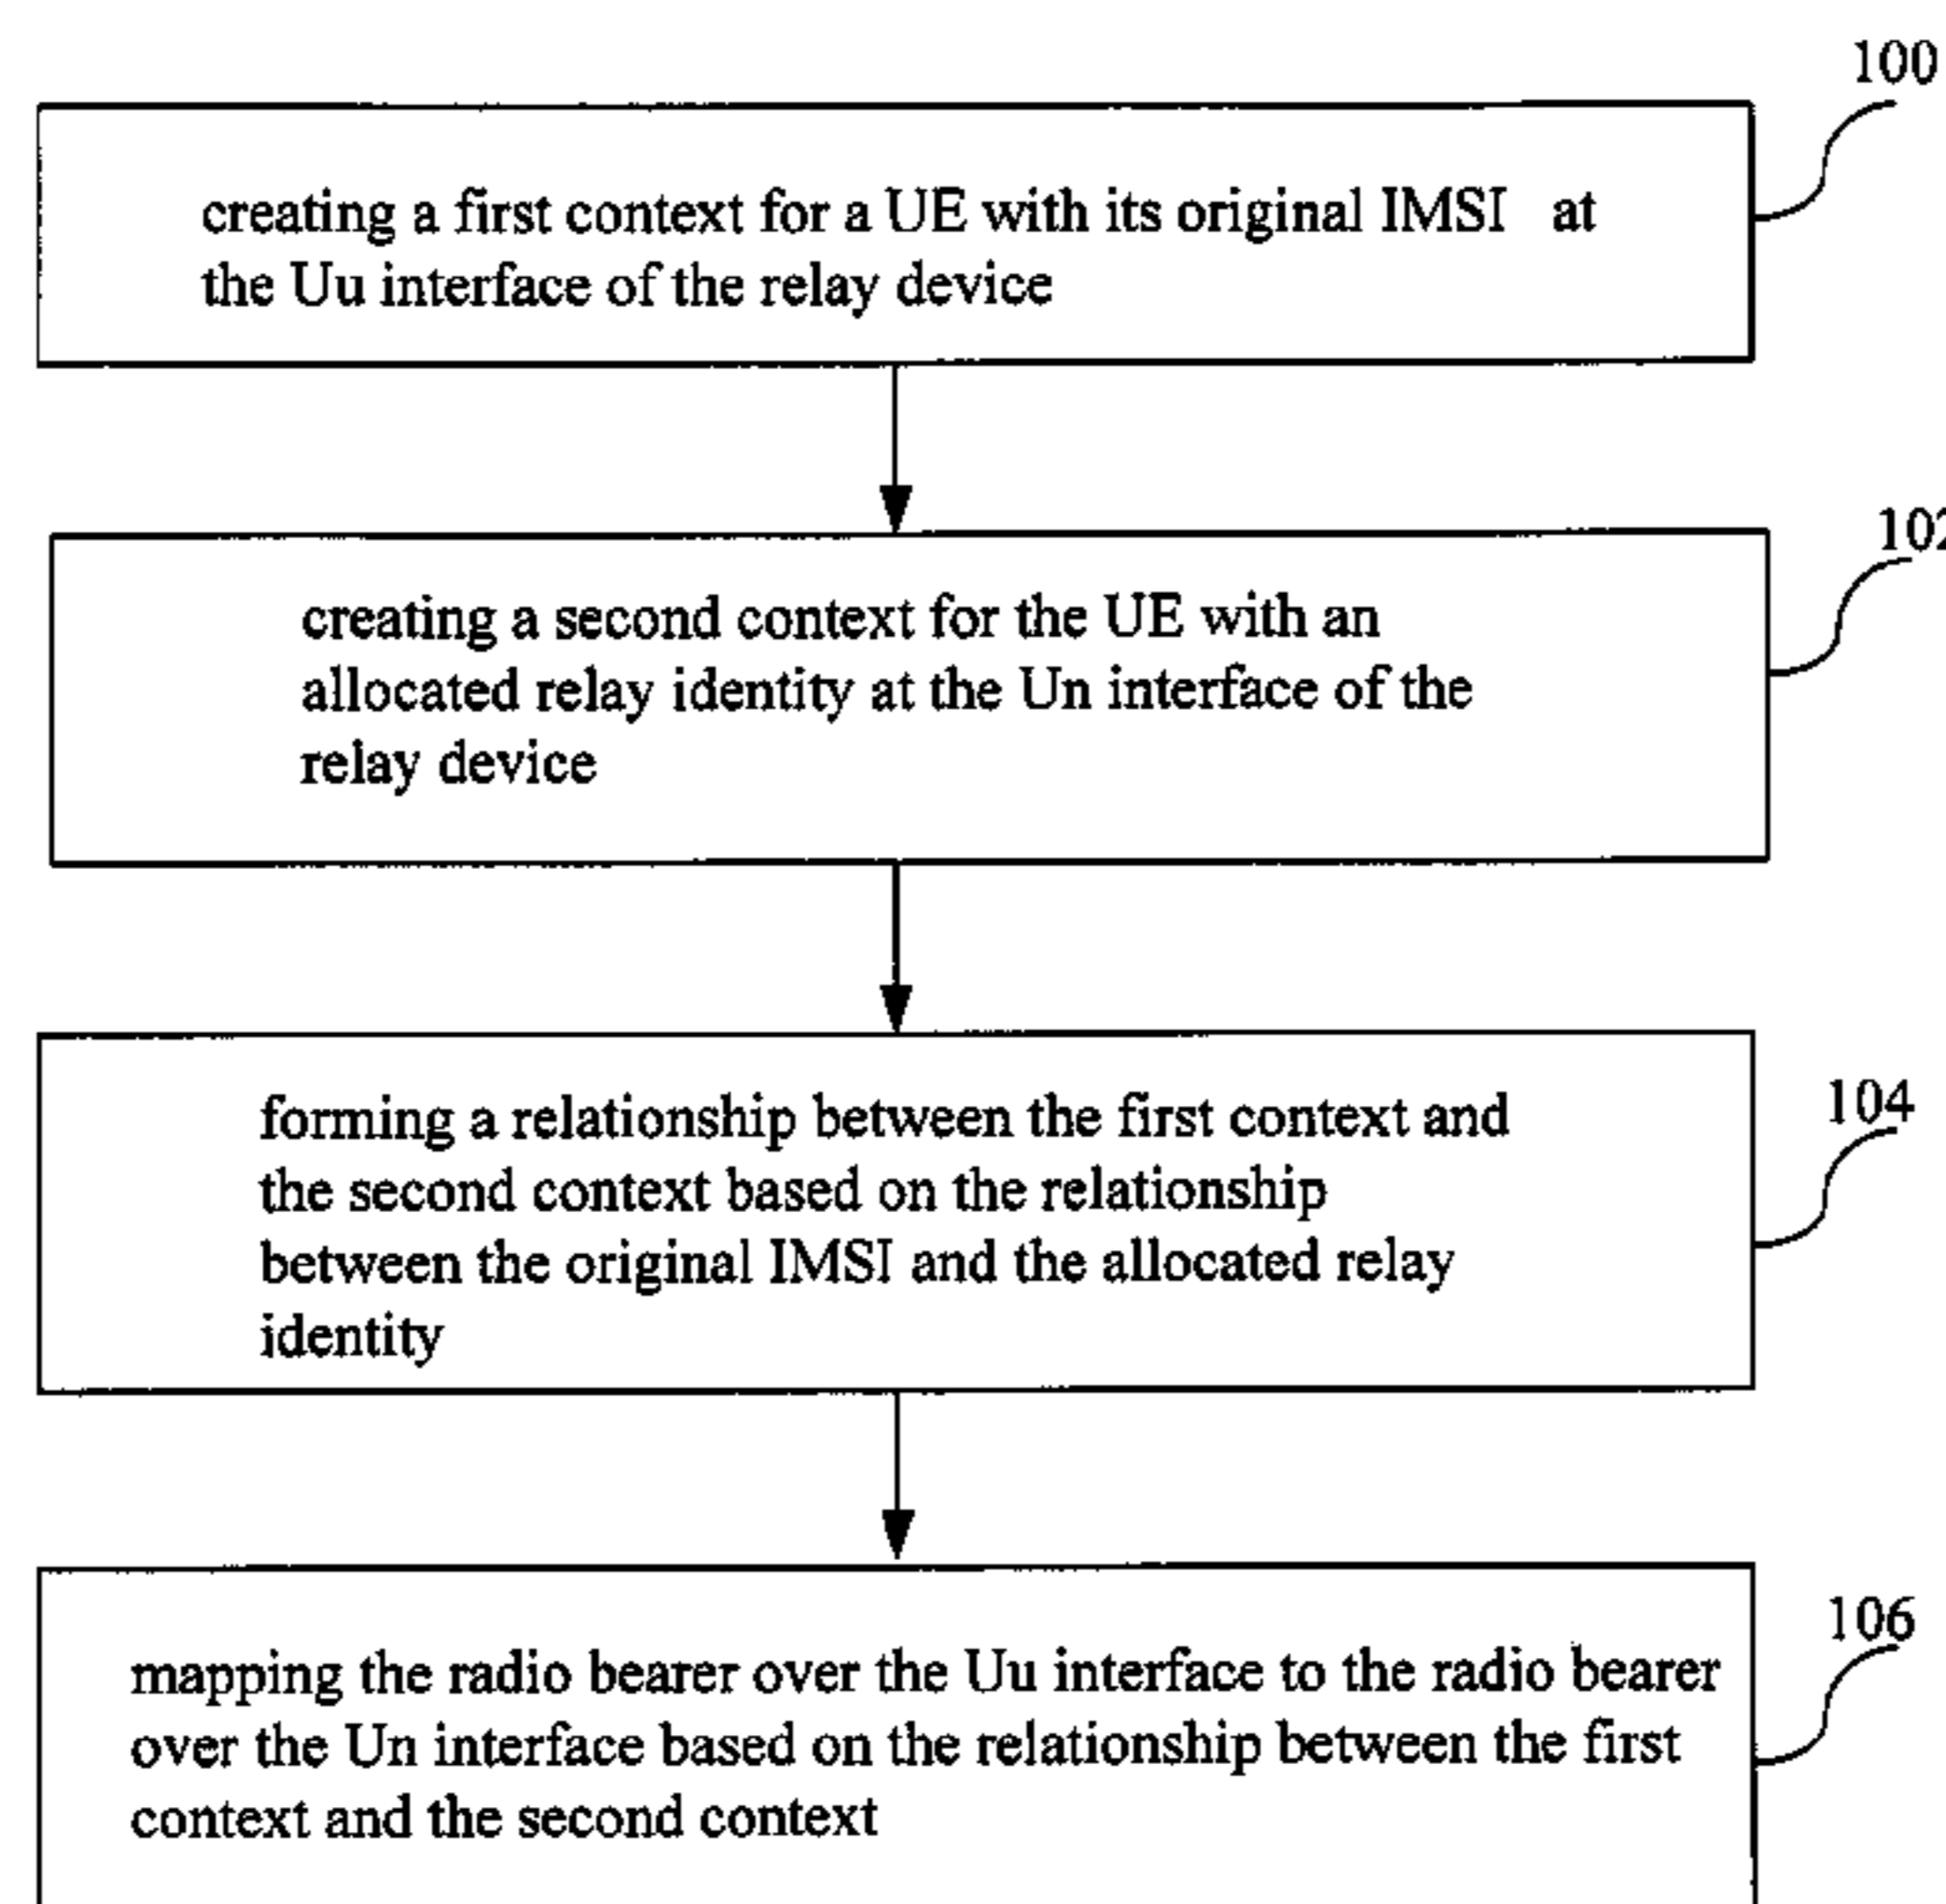 100
creating a first context for a UE with its original IMSI at
the Uu interface of the relay device
102
creating a second context for the UE with an
allocated relay identity at the Un interface of the
relay device
104
forming a relationship between the first context and
the second context based on the relationship
between the original IMSI and the allocated relay
identity
106
mapping the radio bearer over the Uu interface to the radio bearer
over the Un interface based on the relationship between the first
context and the second context